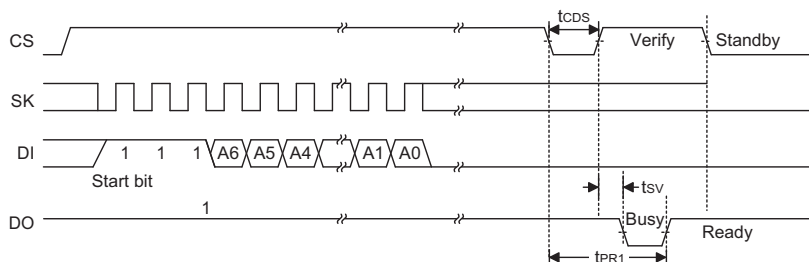 tCDS
CS Verify Standby
SK
DI 1 1 1 A6 A5 A4 A1 A0
Start bit
tSV
1
DO Busy Ready
tPR1